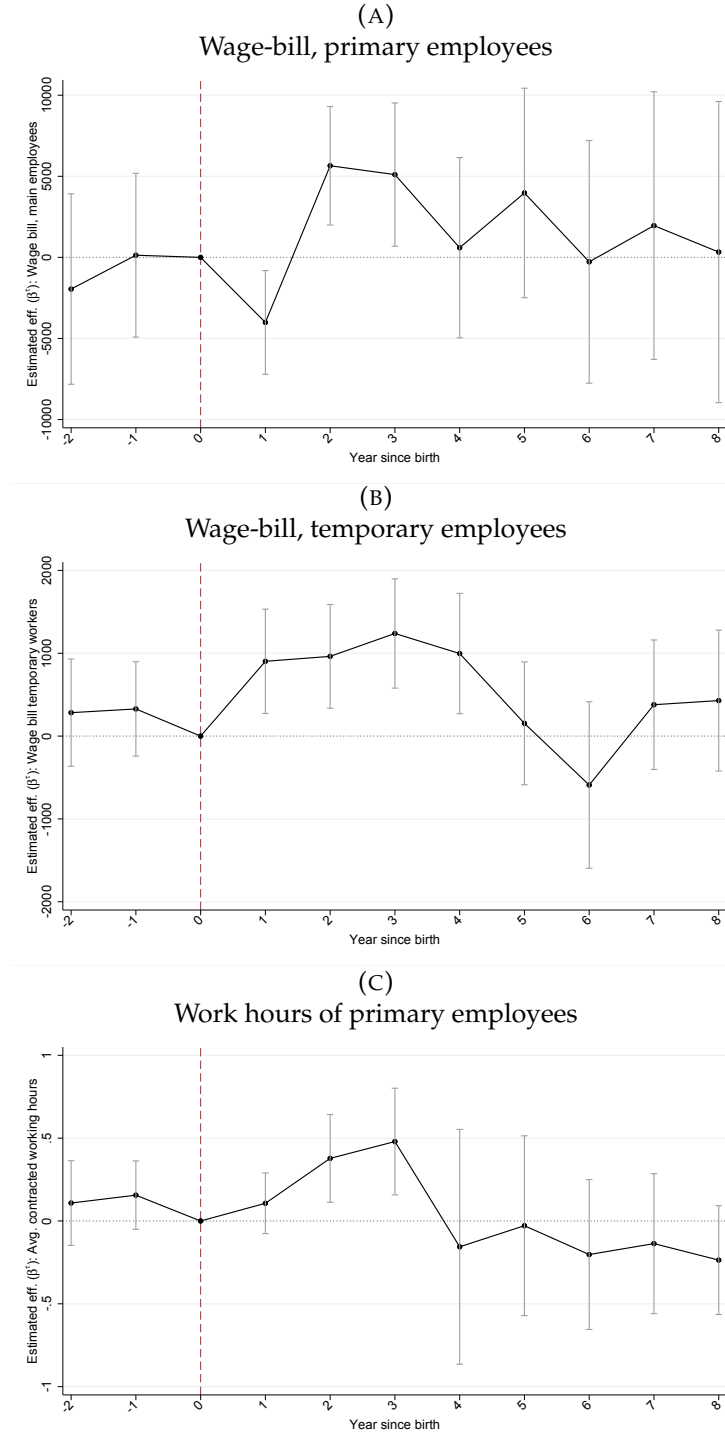 (A)
Wage-bill, primary employees
Estimated eff. (β^τ): Wage bill, main employees
10000
5000
0
-5000
-10000
-2 -1 0 1 2 3 4 5 6 7 8
Year since birth
(B)
Wage-bill, temporary employees
Estimated eff. (β^τ): Wage bill temporary workers
2000
1000
0
-1000
2000
-2 -1 0 1 2 3 4 5 6 7 8
Year since birth
(C)
Work hours of primary employees
Estimated eff. (β^τ): Avg. contracted working hours
1
.5
0
-.5
-1
-2 -1 0 1 2 3 4 5 6 7 8
Year since birth